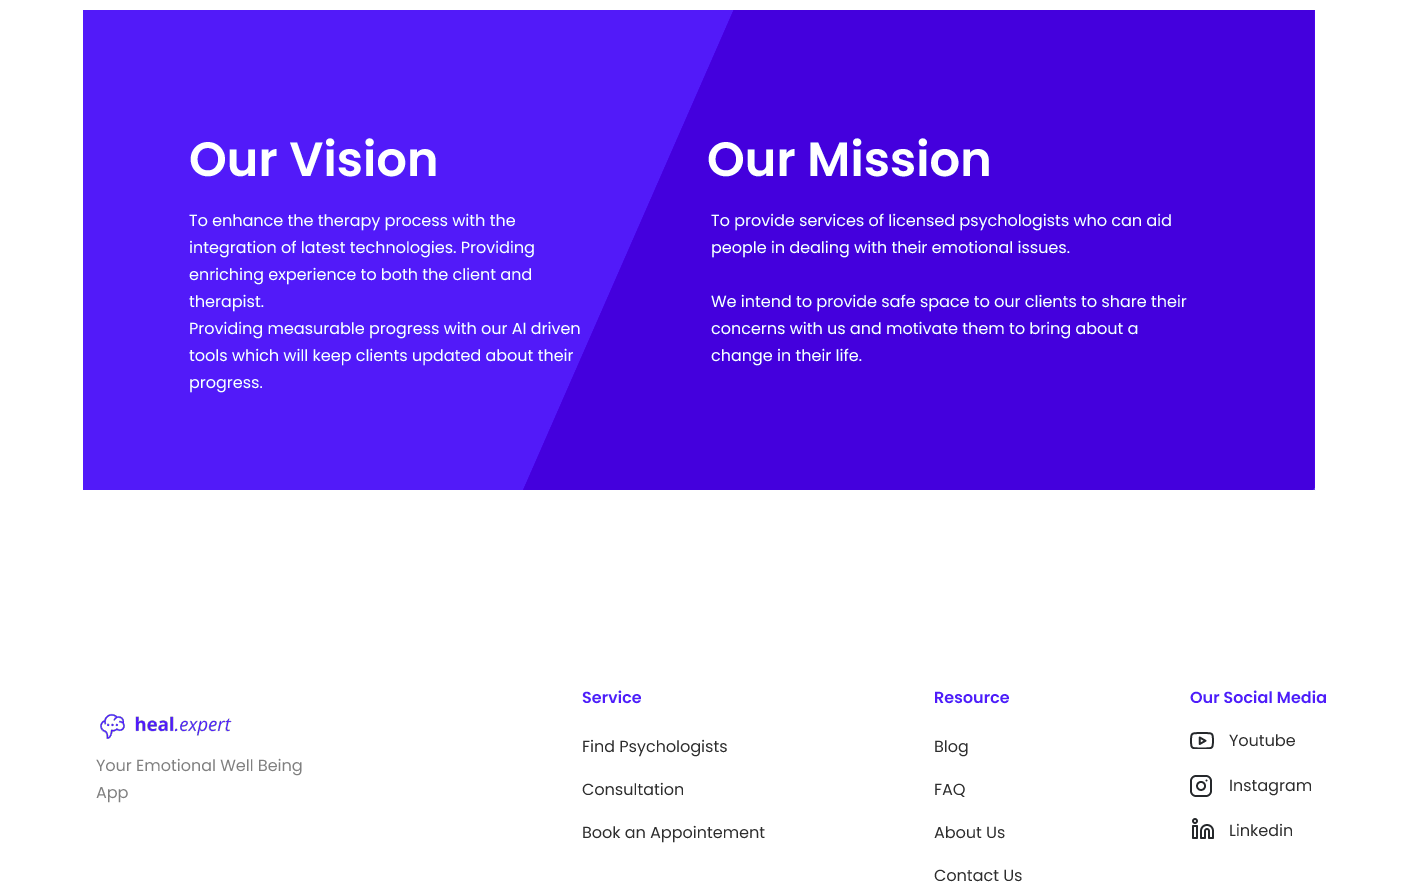 Our Vision
To enhance the therapy process with the
integration of latest technologies. Providing
enriching experience to both the client and
therapist.
Providing measurable progress with our AI driven
tools which will keep clients updated about their
progress.
Our Mission
To provide services of licensed psychologists who can aid
people in dealing with their emotional issues.
We intend to provide safe space to our clients to share their
concerns with us and motivate them to bring about a
change in their life.
heal.expert
Your Emotional Well Being
App
Service
Find Psychologists
Consultation
Book an Appointement
Resource
Blog
FAQ
About Us
Contact Us
Our Social Media
Youtube
Instagram
Linkedin